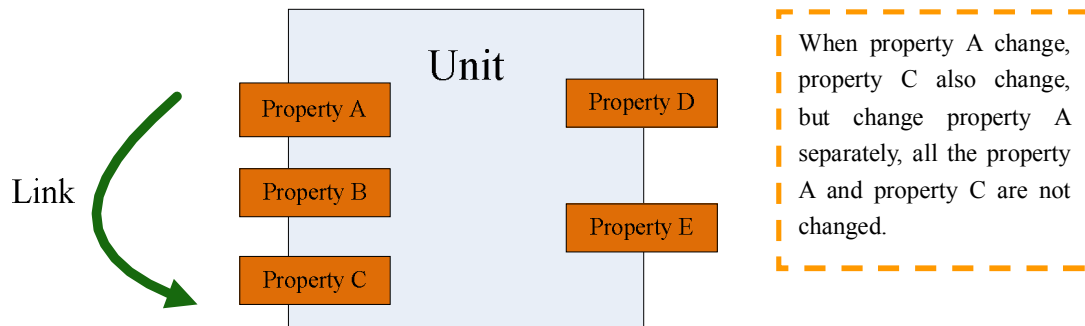 Unit
Property A
Property B
Property C
Property D
Property E
Link
When property A change,
property C also change,
but change property A
separately, all the property
A and property C are not
changed.